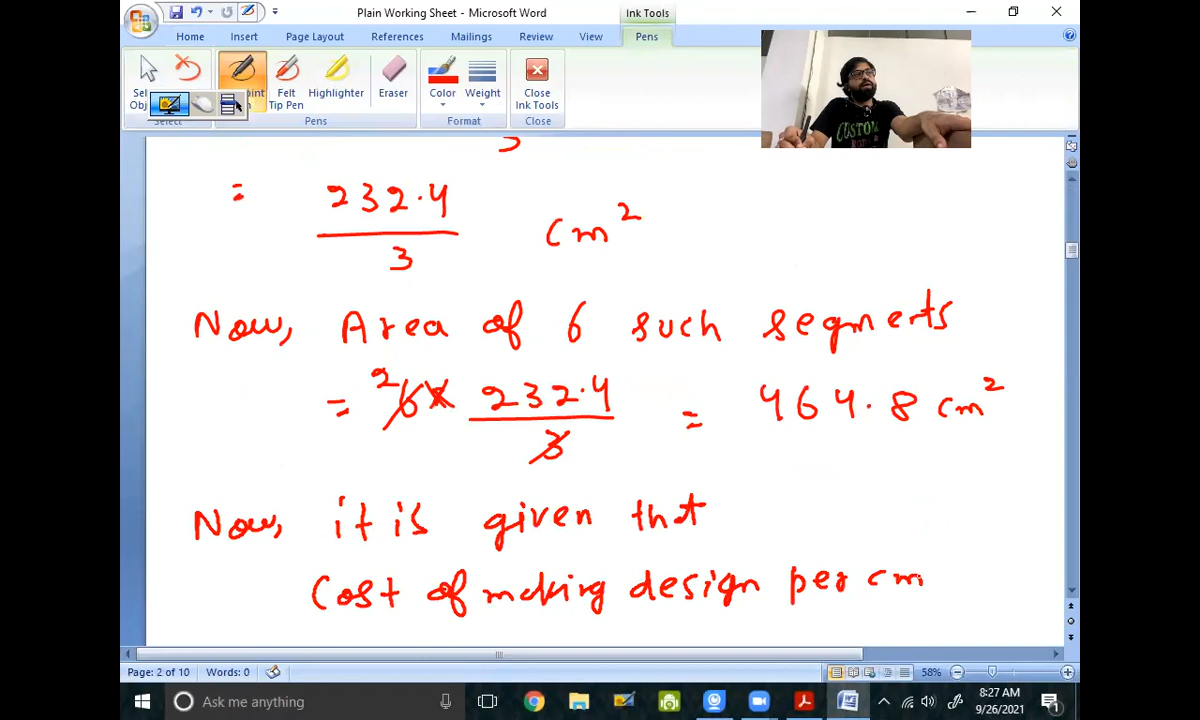 Plain Working Sheet - Microsoft Word
Ink Tools
Home Insert Page Layout References Mailings Review View Pens
Felt Tip Pen
Highlighter
Eraser
Color
Weight
Close Ink Tools
Select
Pens
Format
Close
CUSTOM
= 232.4 / 3 cm²
Now, Area of 6 such segments
= 2 6 × 232.4 / 3 = 464.8 cm²
Now, it is given that
Cost of making design per cm
Page: 2 of 10 Words: 0 58%
Ask me anything
8:27 AM
9/26/2021